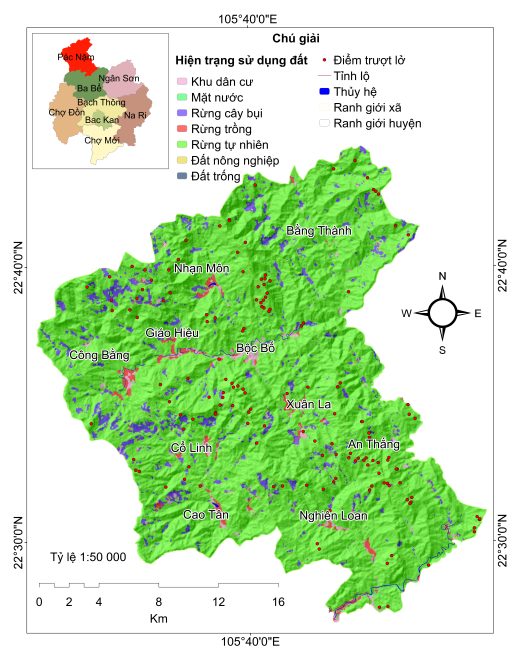 105°40'0"E
Chú giải
Pác Nặm
Ngân Sơn
Ba Bể
Bạch Thông
Chợ Đồn
Bac Kan
Na Rì
Chợ Mới
Hiện trạng sử dụng đất
Khu dân cư
Mặt nước
Rừng cây bụi
Rừng trồng
Rừng tự nhiên
Đất nông nghiệp
Đất trống
Điểm trượt lở
Tỉnh lộ
Thủy hệ
Ranh giới xã
Ranh giới huyện
22°40'0"N
22°40'0"N
Bằng Thành
Nhạn Môn
Giáo Hiệu
Bộc Bố
Công Bằng
Xuân La
An Thắng
Cổ Linh
Cao Tân
Nghiên Loan
N
W
E
S
22°30'0"N
22°30'0"N
Tỷ lệ 1:50 000
0 2 4 8 12 16
Km
105°40'0"E